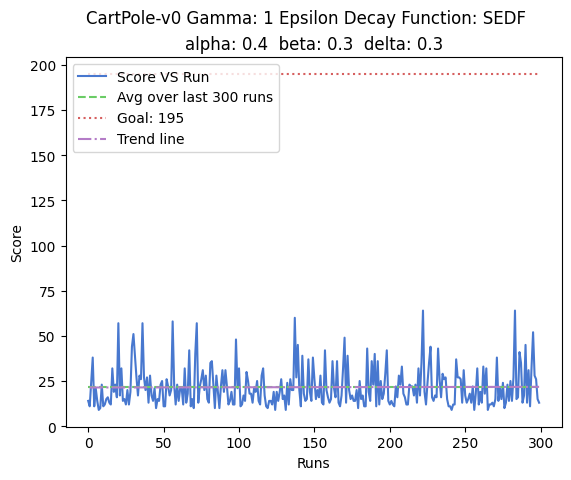 CartPole-v0 Gamma: 1 Epsilon Decay Function: SEDF
alpha: 0.4 beta: 0.3 delta: 0.3
Score VS Run
Avg over last 300 runs
Goal: 195
Trend line
200
175
150
125
100
75
50
25
0
Score
0 50 100 150 200 250 300
Runs